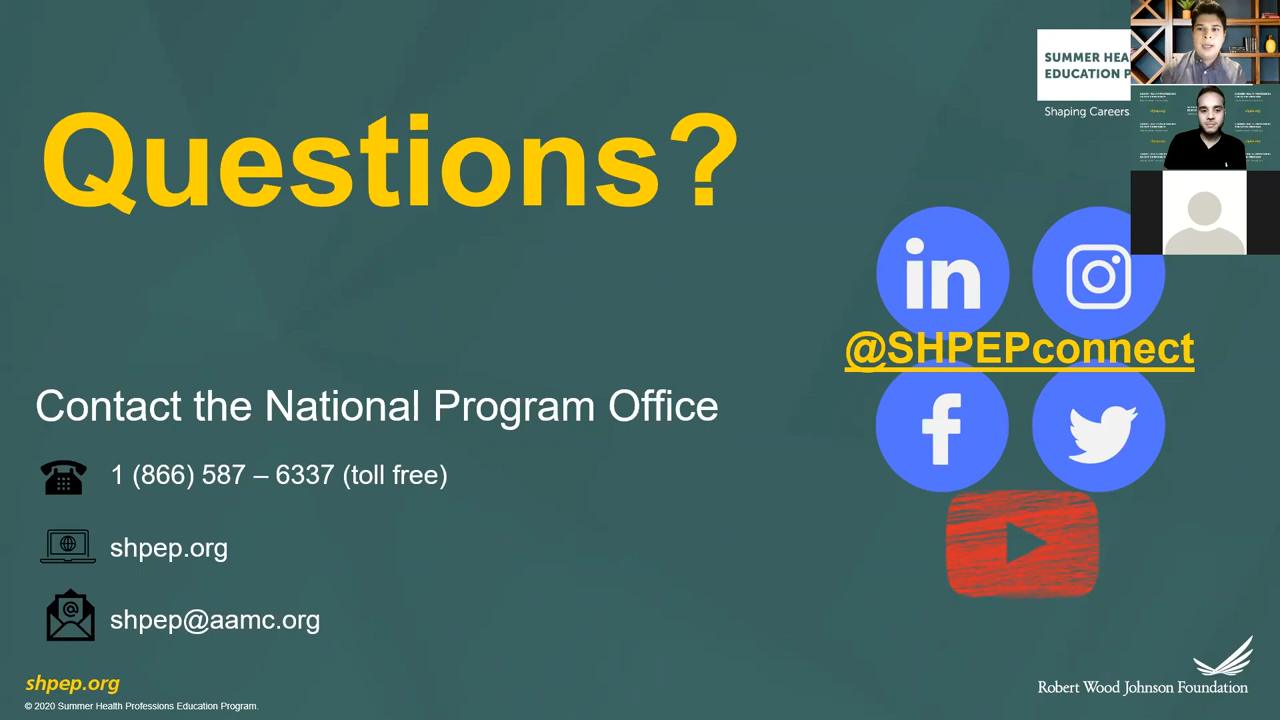 Questions?
SUMMER HEA
EDUCATION P
Shaping Careers
in
@SHPEPconnect
f
Contact the National Program Office
1 (866) 587 – 6337 (toll free)
shpep.org
shpep@aamc.org
shpep.org
© 2020 Summer Health Professions Education Program.
Robert Wood Johnson Foundation